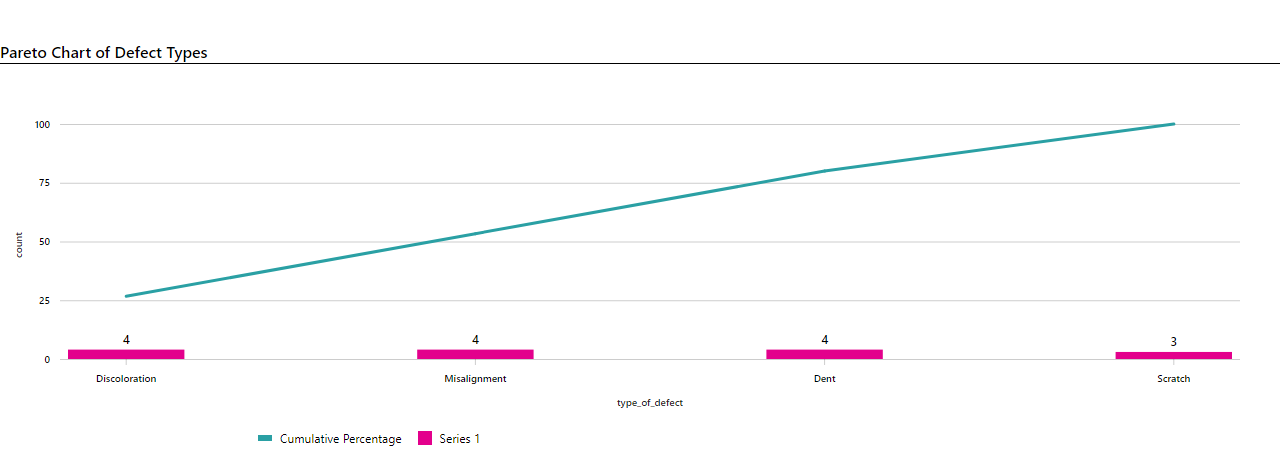 Pareto Chart of Defect Types
100
75
50
25
0
count
4
4
4
3
Discoloration
Misalignment
Dent
Scratch
type_of_defect
Cumulative Percentage
Series 1